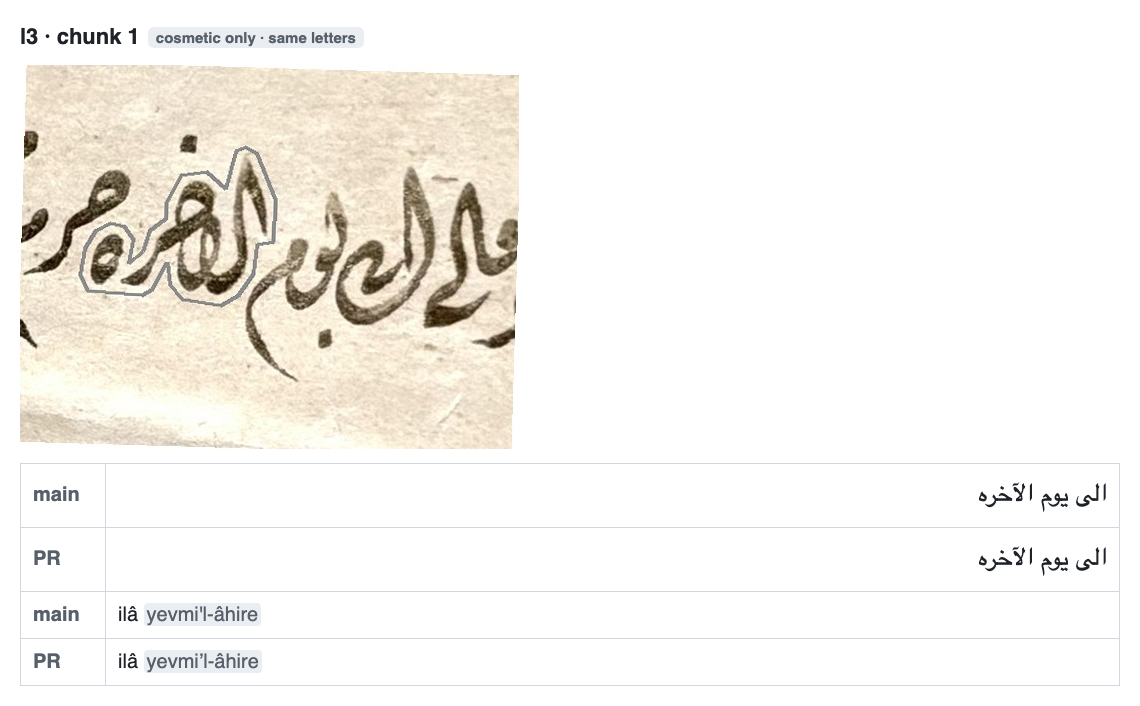 l3 · chunk 1 cosmetic only · same letters
الى يوم الآخره
main الى يوم الآخره
PR الى يوم الآخره
main ilâ yevmi'l-âhire
PR ilâ yevmi’l-âhire